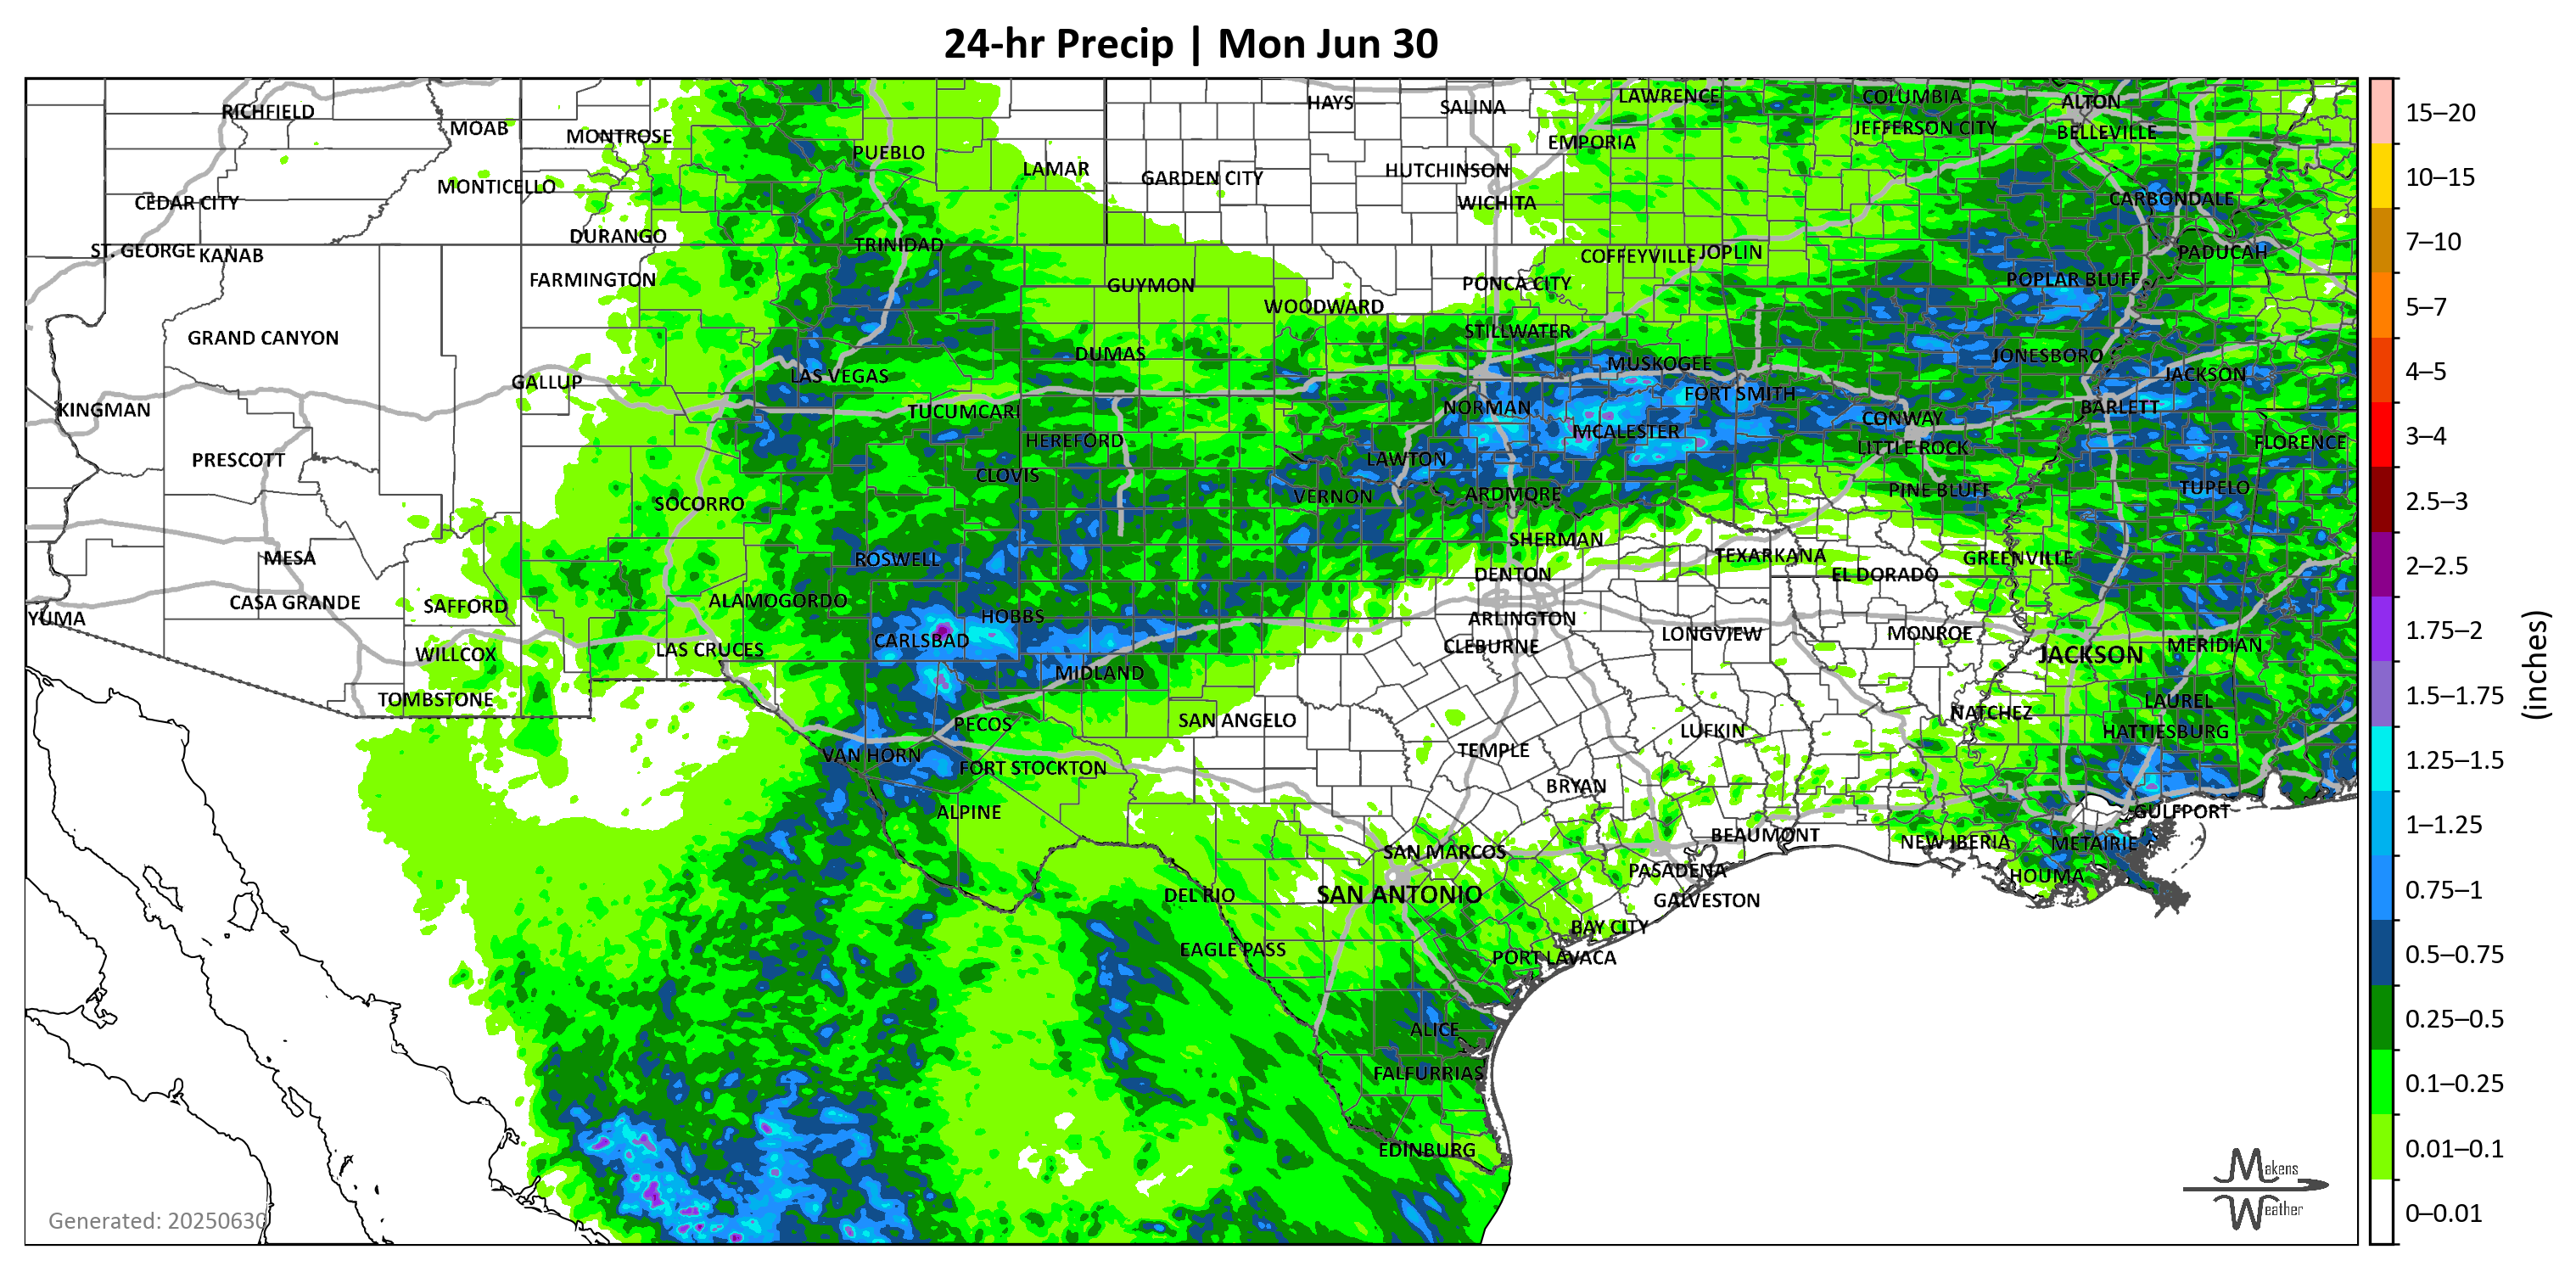 24-hr Precip | Mon Jun 30
RICHFIELD
MOAB
MONTROSE
PUEBLO
LAMAR
HAYS
SALINA
LAWRENCE
COLUMBIA
ALTON
EMPORIA
JEFFERSON CITY
BELLEVILLE
MONTICELLO
GARDEN CITY
HUTCHINSON
CEDAR CITY
WICHITA
CARBONDALE
DURANGO
TRINIDAD
ST. GEORGE
KANAB
COFFEYVILLE
JOPLIN
PADUCAH
FARMINGTON
GUYMON
PONCA CITY
POPLAR BLUFF
WOODWARD
GRAND CANYON
STILLWATER
DUMAS
MUSKOGEE
JONESBORO
GALLUP
LAS VEGAS
FORT SMITH
JACKSON
KINGMAN
TUCUMCARI
NORMAN
CONWAY
BARLETT
HEREFORD
MCALESTER
FLORENCE
PRESCOTT
CLOVIS
LAWTON
LITTLE ROCK
SOCORRO
VERNON
ARDMORE
PINE BLUFF
TUPELO
MESA
ROSWELL
SHERMAN
TEXARKANA
GREENVILLE
DENTON
EL DORADO
CASA GRANDE
SAFFORD
ALAMOGORDO
YUMA
HOBBS
ARLINGTON
WILLCOX
LAS CRUCES
CARLSBAD
CLEBURNE
LONGVIEW
MONROE
JACKSON
MERIDIAN
MIDLAND
TOMBSTONE
PECOS
SAN ANGELO
LUFKIN
NATCHEZ
LAUREL
HATTIESBURG
VAN HORN
FORT STOCKTON
TEMPLE
BRYAN
ALPINE
BEAUMONT
GULFPORT
SAN MARCOS
NEW IBERIA
METAIRIE
DEL RIO
SAN ANTONIO
PASADENA
HOUMA
GALVESTON
EAGLE PASS
BAY CITY
PORT LAVACA
ALICE
FALFURRIAS
EDINBURG
Generated: 20250630
Makens
Weather
15–20
10–15
7–10
5–7
4–5
3–4
2.5–3
2–2.5
1.75–2
1.5–1.75
1.25–1.5
1–1.25
0.75–1
0.5–0.75
0.25–0.5
0.1–0.25
0.01–0.1
0–0.01
(inches)